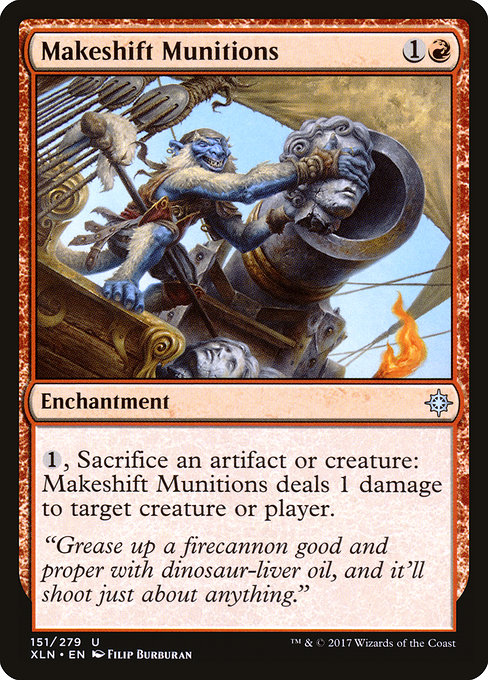 Makeshift Munitions 1
Enchantment
1, Sacrifice an artifact or creature:
Makeshift Munitions deals 1 damage
to target creature or player.
“Grease up a firecannon good and
proper with dinosaur-liver oil, and it’ll
shoot just about anything.”
151/279 U
XLN • EN Filip Burburan
™ & © 2017 Wizards of the Coast